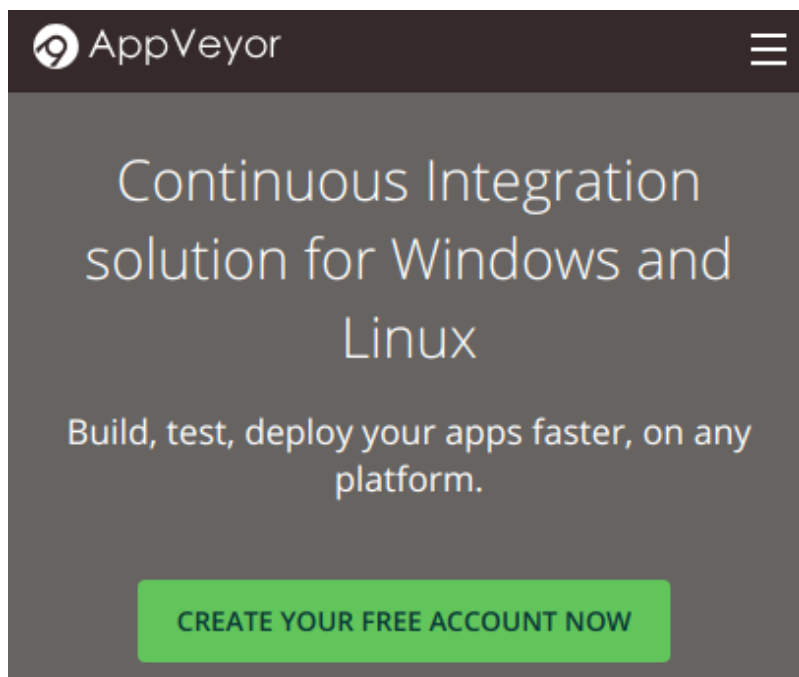 AppVeyor
Continuous Integration
solution for Windows and
Linux
Build, test, deploy your apps faster, on any
platform.
CREATE YOUR FREE ACCOUNT NOW